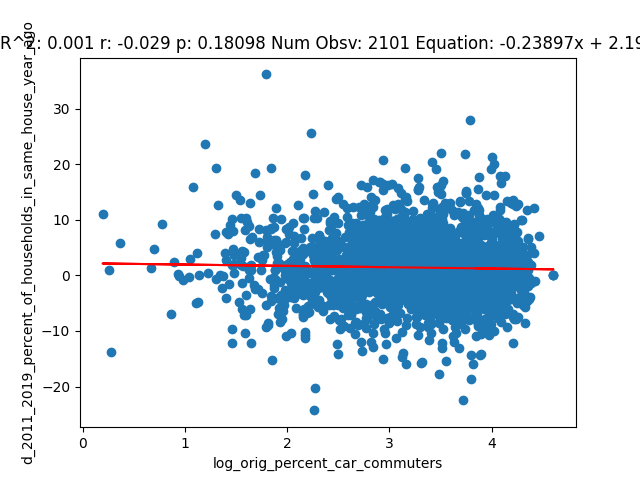 R^2: 0.001 r: -0.029 p: 0.18098 Num Obsv: 2101 Equation: -0.23897x + 2.19
d_2011_2019_percent_of_households_in_same_house_year_ago
30
20
10
0
−10
−20
0 1 2 3 4
log_orig_percent_car_commuters